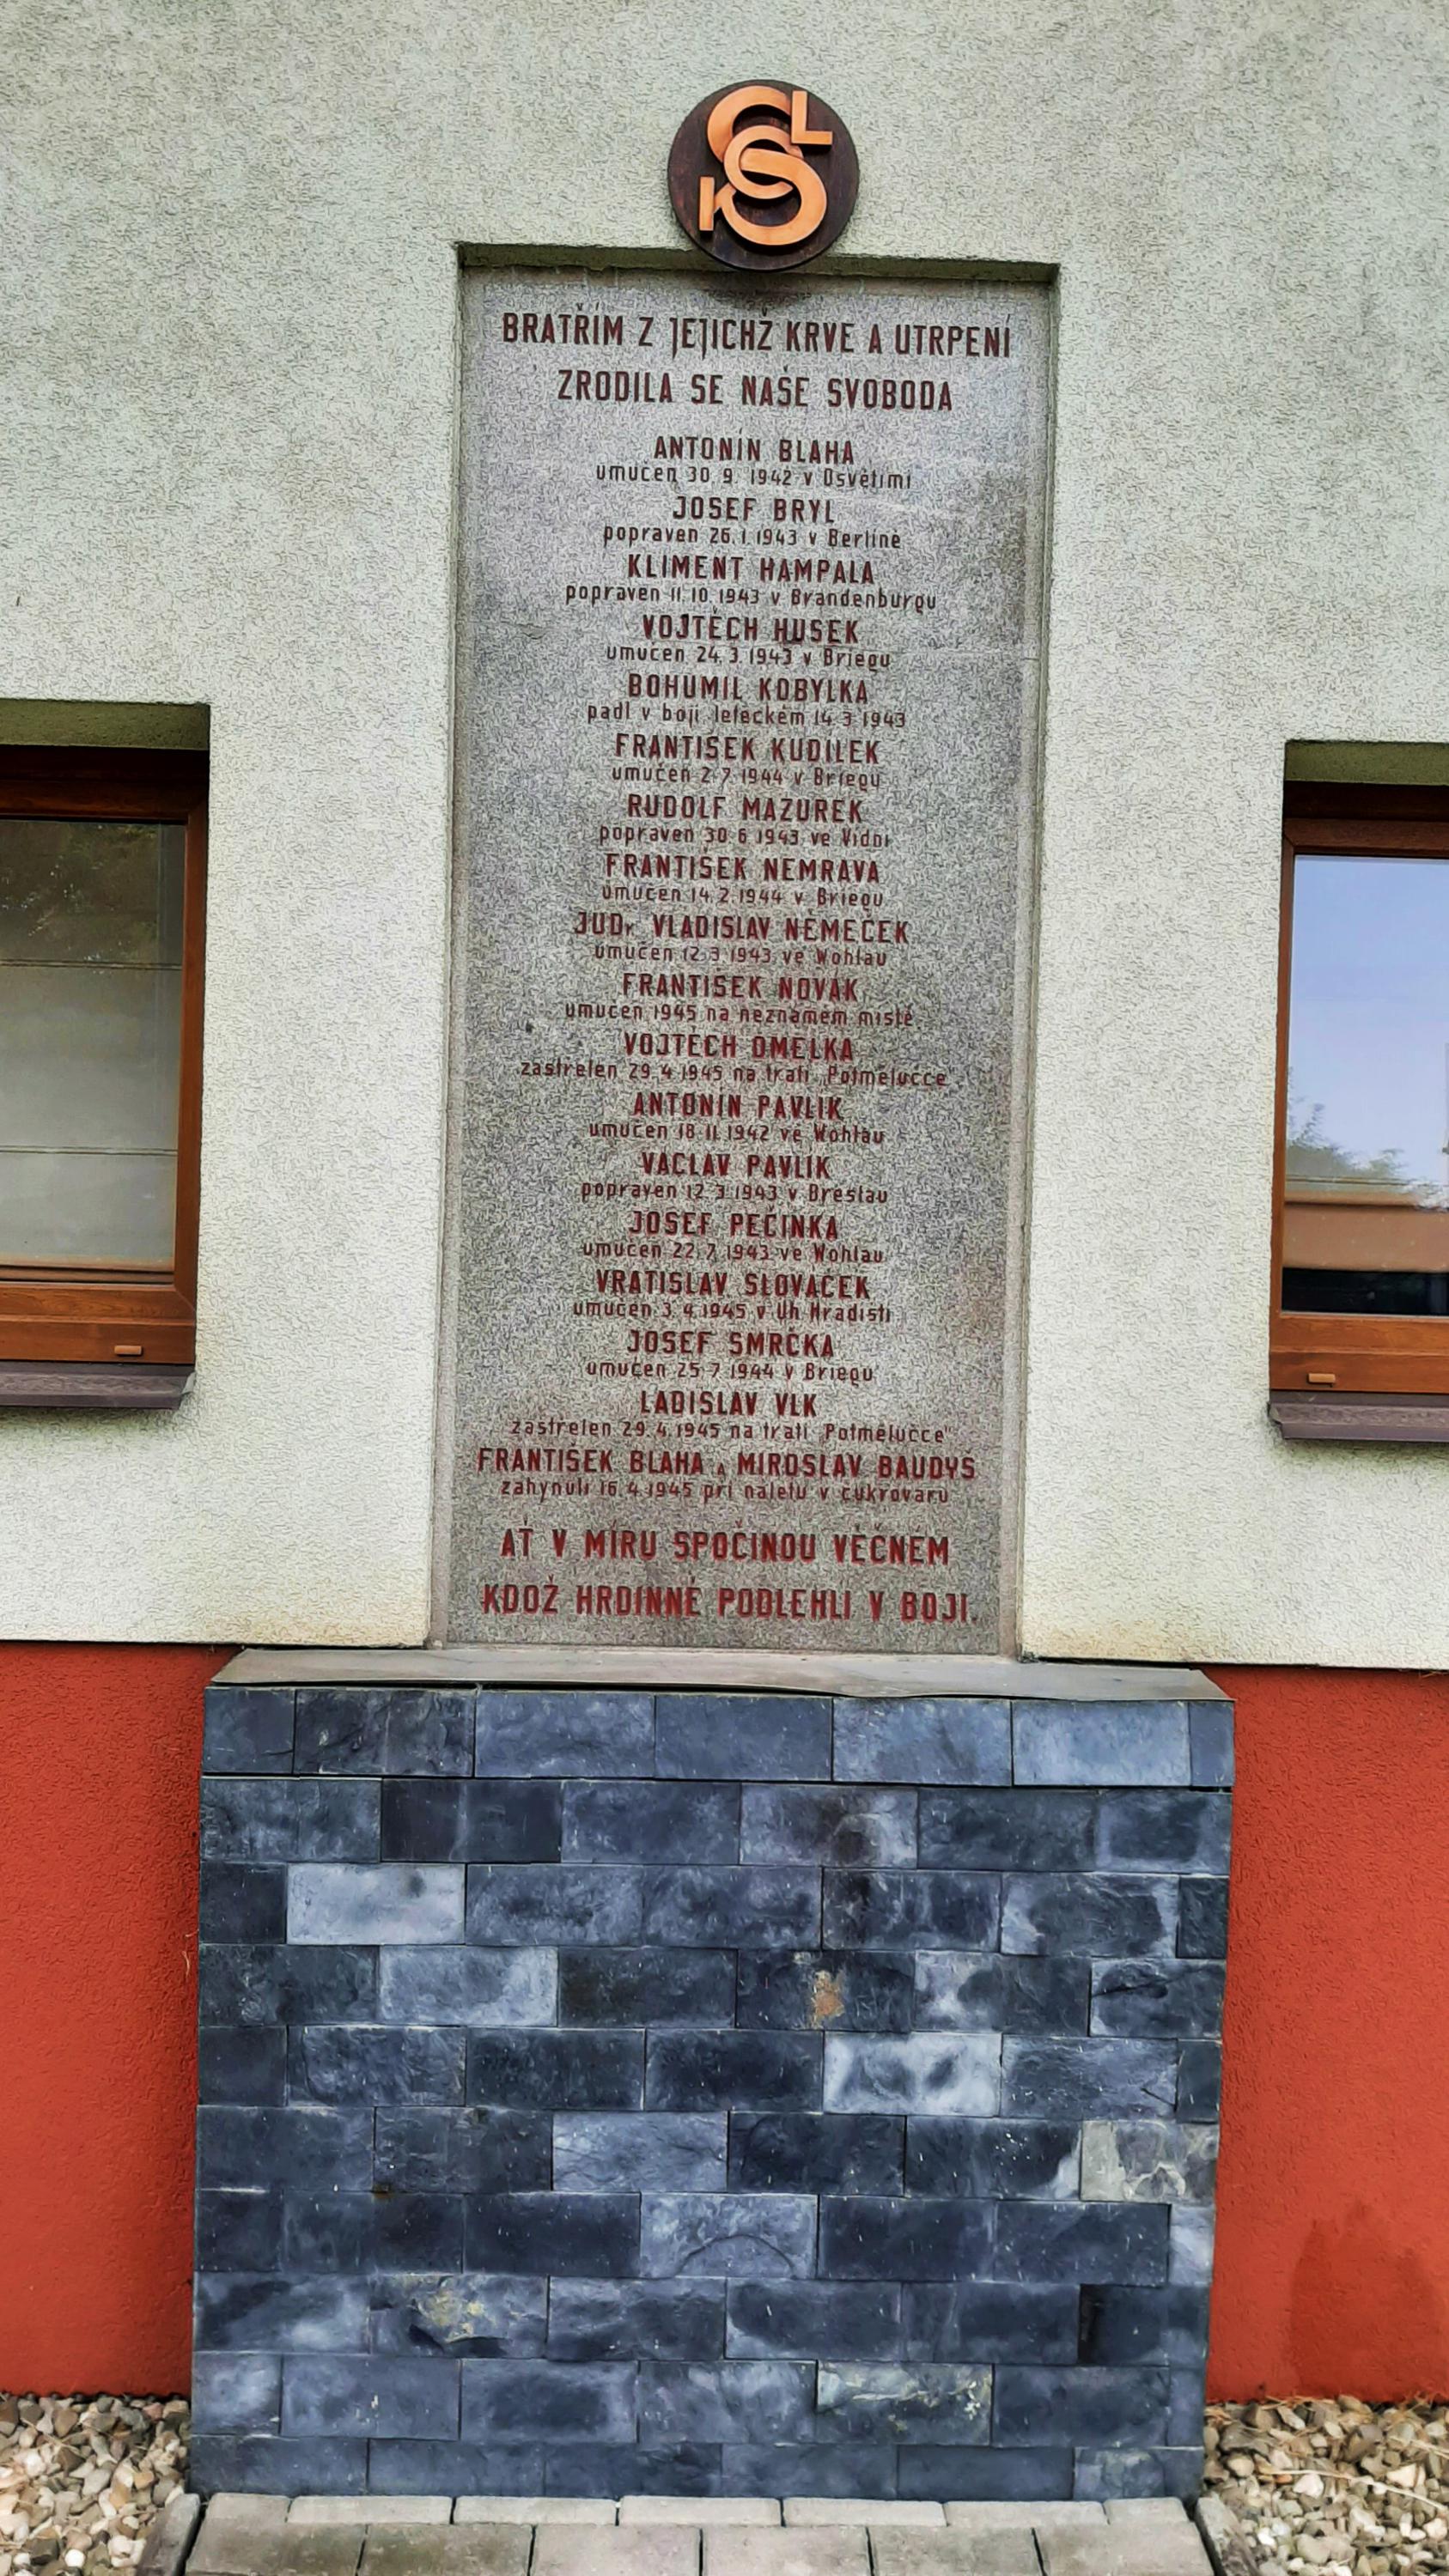 SOKL
BRATŘÍM Z JEJICHŽ KRVE A UTRPENÍ
ZRODILA SE NAŠE SVOBODA
ANTONÍN BLAHA
umučen 30. 9. 1942 v Osvětimi
JOSEF BRYL
popraven 26. 1. 1943 v Berlíně
KLIMENT HAMPALA
popraven 11. 10. 1943 v Brandenburgu
VOJTĚCH HUSEK
umučen 24. 3. 1943 v Briegu
BOHUMIL KOBYLKA
padl v boji leteckém 14. 3. 1943
FRANTIŠEK KUDILEK
umučen 2. 7. 1944 v Briegu
RUDOLF MAZUREK
popraven 30. 6. 1943 ve Vídni
FRANTIŠEK NEMRAVA
umučen 14. 2. 1944 v Briegu
JUDr VLADISLAV NĚMEČEK
umučen 12. 3. 1943 ve Wohlau
FRANTIŠEK NOVÁK
umučen 1945 na neznámém místě
VOJTĚCH OMELKA
zastřelen 29. 4. 1945 na trati „Potmělučce"
ANTONÍN PAVLÍK
umučen 18. 11. 1942 ve Wohlau
VÁCLAV PAVLÍK
popraven 12. 3. 1943 v Breslau
JOSEF PEČINKA
umučen 22. 7. 1943 ve Wohlau
VRATISLAV SLOVÁČEK
umučen 3. 4. 1945 v Uh Hradišti
JOSEF SMRČKA
umučen 25. 7. 1944 v Briegu
LADISLAV VLK
zastřelen 29. 4. 1945 na trati „Potmělučce"
FRANTIŠEK BLAHA A MIROSLAV BAUDYŠ
zahynuli 16. 4. 1945 při náletu v cukrovaru
AŤ V MÍRU SPOČINOU VĚČNÉM
KDOŽ HRDINNĚ PODLEHLI V BOJI.